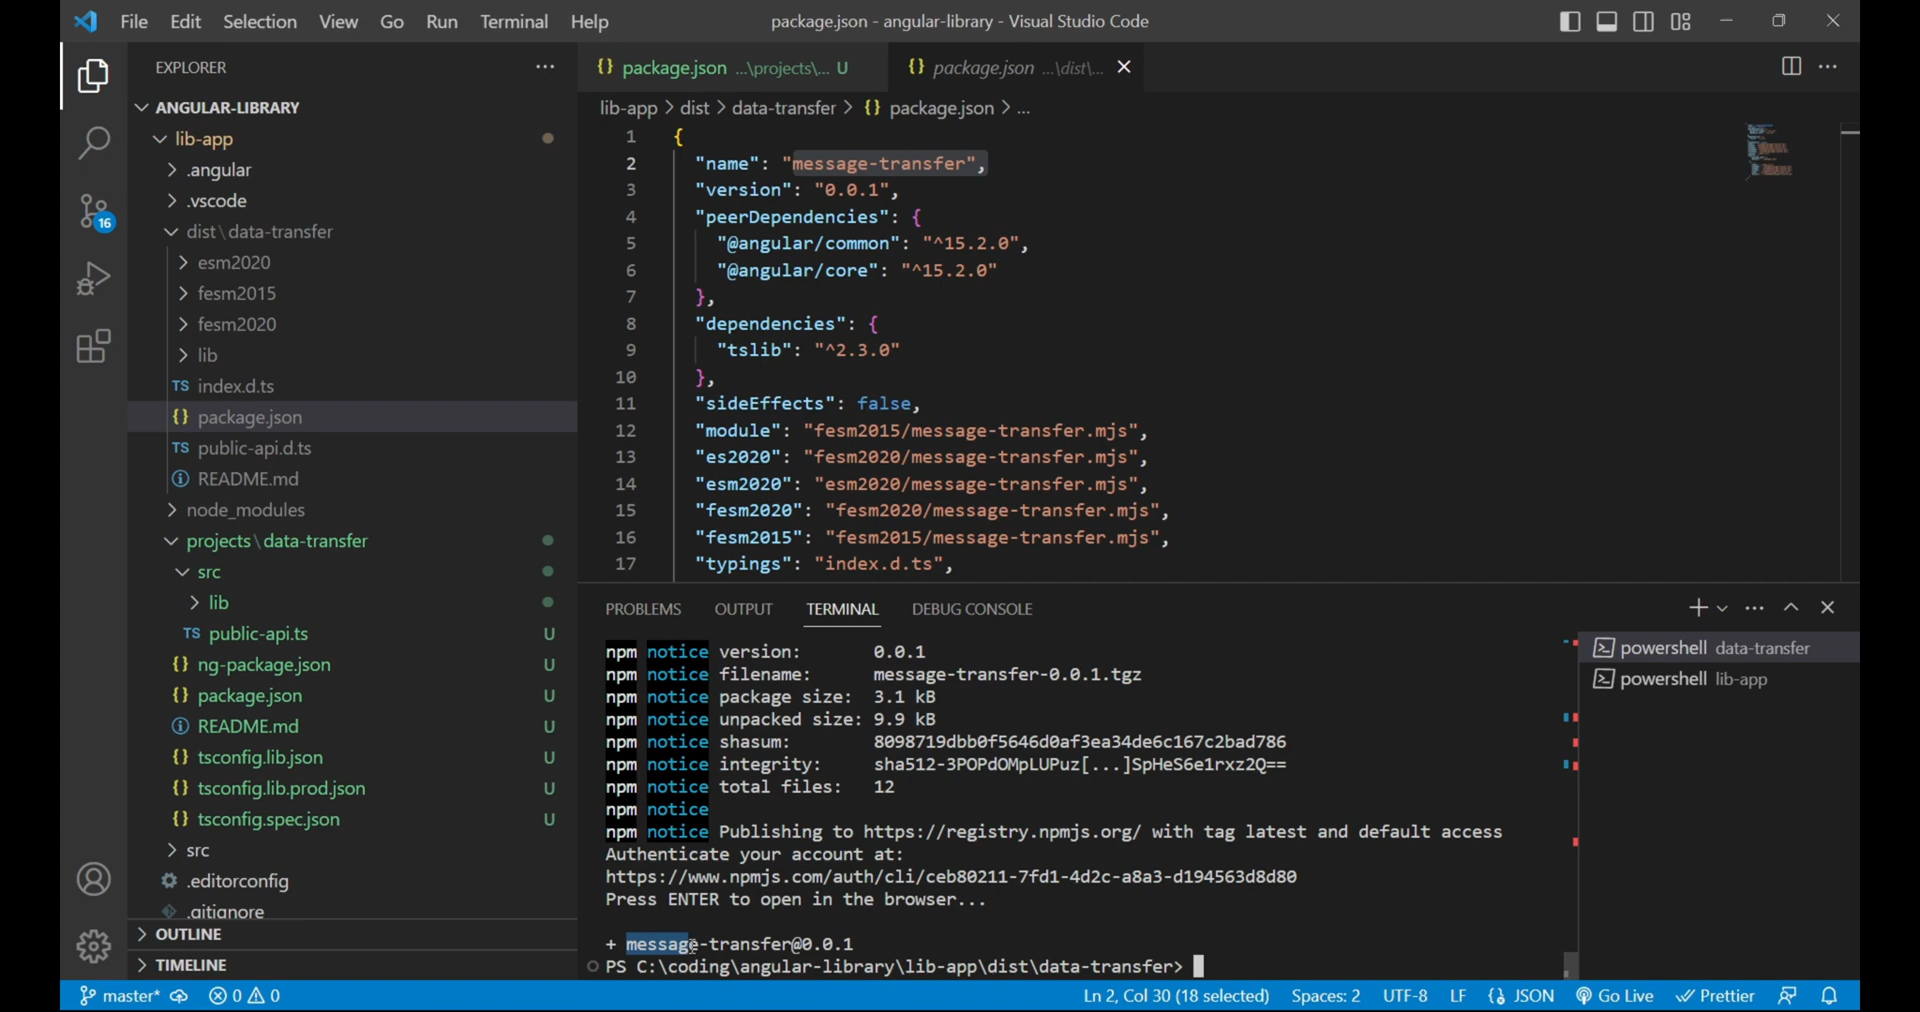 File Edit Selection View Go Run Terminal Help
package.json - angular-library - Visual Studio Code
EXPLORER
ANGULAR-LIBRARY
lib-app
.angular
.vscode
dist\data-transfer
esm2020
fesm2015
fesm2020
lib
TS index.d.ts
{} package.json
TS public-api.d.ts
README.md
node_modules
projects\data-transfer
src
lib
TS public-api.ts U
{} ng-package.json U
{} package.json U
README.md U
{} tsconfig.lib.json U
{} tsconfig.lib.prod.json U
{} tsconfig.spec.json U
src
.editorconfig
.gitignore
OUTLINE
TIMELINE
16
{} package.json ...\projects\... U
{} package.json ...\dist\...
lib-app > dist > data-transfer > {} package.json > ...
1 {
2 "name": "message-transfer",
3 "version": "0.0.1",
4 "peerDependencies": {
5 "@angular/common": "^15.2.0",
6 "@angular/core": "^15.2.0"
7 },
8 "dependencies": {
9 "tslib": "^2.3.0"
10 },
11 "sideEffects": false,
12 "module": "fesm2015/message-transfer.mjs",
13 "es2020": "fesm2020/message-transfer.mjs",
14 "esm2020": "esm2020/message-transfer.mjs",
15 "fesm2020": "fesm2020/message-transfer.mjs",
16 "fesm2015": "fesm2015/message-transfer.mjs",
17 "typings": "index.d.ts",
PROBLEMS OUTPUT TERMINAL DEBUG CONSOLE
npm notice version: 0.0.1
npm notice filename: message-transfer-0.0.1.tgz
npm notice package size: 3.1 kB
npm notice unpacked size: 9.9 kB
npm notice shasum: 8098719dbb0f5646d0af3ea34de6c167c2bad786
npm notice integrity: sha512-3POPdOMpLUPuz[...]SpHeS6e1rxz2Q==
npm notice total files: 12
npm notice
npm notice Publishing to https://registry.npmjs.org/ with tag latest and default access
Authenticate your account at:
https://www.npmjs.com/auth/cli/ceb80211-7fd1-4d2c-a8a3-d194563d8d80
Press ENTER to open in the browser...
+ message-transfer@0.0.1
PS C:\coding\angular-library\lib-app\dist\data-transfer>
powershell data-transfer
powershell lib-app
master* 0 0 Ln 2, Col 30 (18 selected) Spaces: 2 UTF-8 LF {} JSON Go Live Prettier